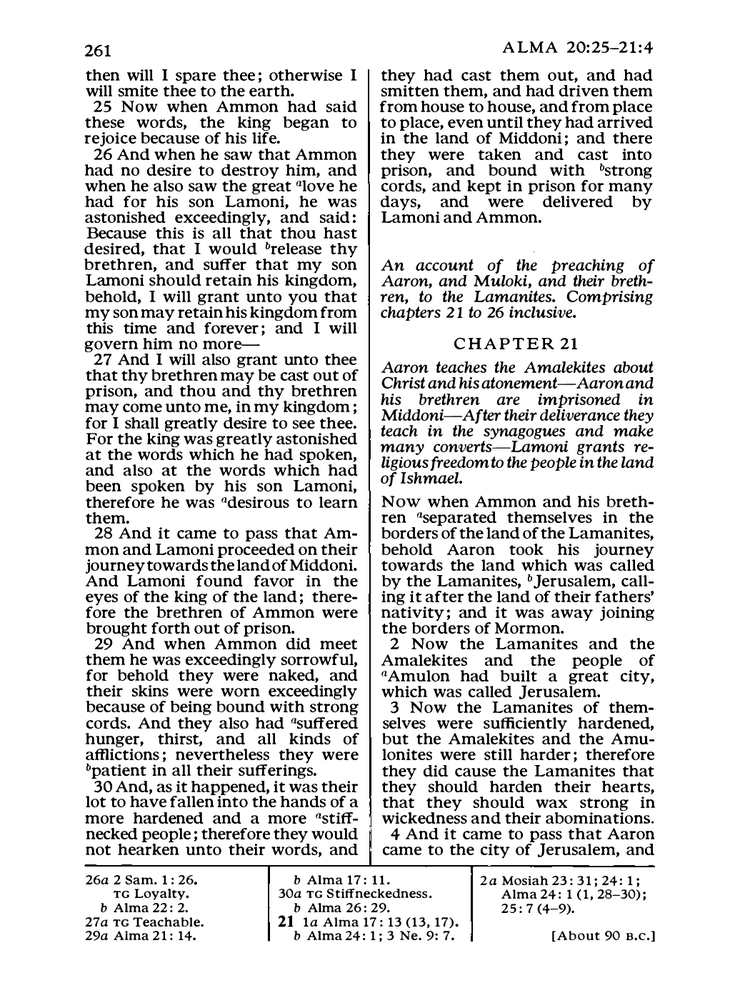 261
ALMA 20:25–21:4
then will I spare thee; otherwise I
will smite thee to the earth.
25 Now when Ammon had said
these words, the king began to
rejoice because of his life.
26 And when he saw that Ammon
had no desire to destroy him, and
when he also saw the great alove he
had for his son Lamoni, he was
astonished exceedingly, and said:
Because this is all that thou hast
desired, that I would brelease thy
brethren, and suffer that my son
Lamoni should retain his kingdom,
behold, I will grant unto you that
my son may retain his kingdom from
this time and forever; and I will
govern him no more—
27 And I will also grant unto thee
that thy brethren may be cast out of
prison, and thou and thy brethren
may come unto me, in my kingdom;
for I shall greatly desire to see thee.
For the king was greatly astonished
at the words which he had spoken,
and also at the words which had
been spoken by his son Lamoni,
therefore he was adesirous to learn
them.
28 And it came to pass that Am-
mon and Lamoni proceeded on their
journey towards the land of Middoni.
And Lamoni found favor in the
eyes of the king of the land; there-
fore the brethren of Ammon were
brought forth out of prison.
29 And when Ammon did meet
them he was exceedingly sorrowful,
for behold they were naked, and
their skins were worn exceedingly
because of being bound with strong
cords. And they also had asuffered
hunger, thirst, and all kinds of
afflictions; nevertheless they were
bpatient in all their sufferings.
30 And, as it happened, it was their
lot to have fallen into the hands of a
more hardened and a more astiff-
necked people; therefore they would
not hearken unto their words, and
they had cast them out, and had
smitten them, and had driven them
from house to house, and from place
to place, even until they had arrived
in the land of Middoni; and there
they were taken and cast into
prison, and bound with bstrong
cords, and kept in prison for many
days, and were delivered by
Lamoni and Ammon.
An account of the preaching of
Aaron, and Muloki, and their breth-
ren, to the Lamanites. Comprising
chapters 21 to 26 inclusive.
CHAPTER 21
Aaron teaches the Amalekites about
Christ and his atonement—Aaron and
his brethren are imprisoned in
Middoni—After their deliverance they
teach in the synagogues and make
many converts—Lamoni grants re-
ligious freedom to the people in the land
of Ishmael.
Now when Ammon and his breth-
ren aseparated themselves in the
borders of the land of the Lamanites,
behold Aaron took his journey
towards the land which was called
by the Lamanites, bJerusalem, call-
ing it after the land of their fathers'
nativity; and it was away joining
the borders of Mormon.
2 Now the Lamanites and the
Amalekites and the people of
aAmulon had built a great city,
which was called Jerusalem.
3 Now the Lamanites of them-
selves were sufficiently hardened,
but the Amalekites and the Amu-
lonites were still harder; therefore
they did cause the Lamanites that
they should harden their hearts,
that they should wax strong in
wickedness and their abominations.
4 And it came to pass that Aaron
came to the city of Jerusalem, and
26a 2 Sam. 1:26.
TG Loyalty.
b Alma 22:2.
27a TG Teachable.
29a Alma 21:14.
b Alma 17:11.
30a TG Stiffneckedness.
b Alma 26:29.
21 1a Alma 17:13 (13, 17).
b Alma 24:1; 3 Ne. 9:7.
2a Mosiah 23:31; 24:1;
Alma 24:1 (1, 28–30);
25:7 (4–9).
[About 90 B.C.]